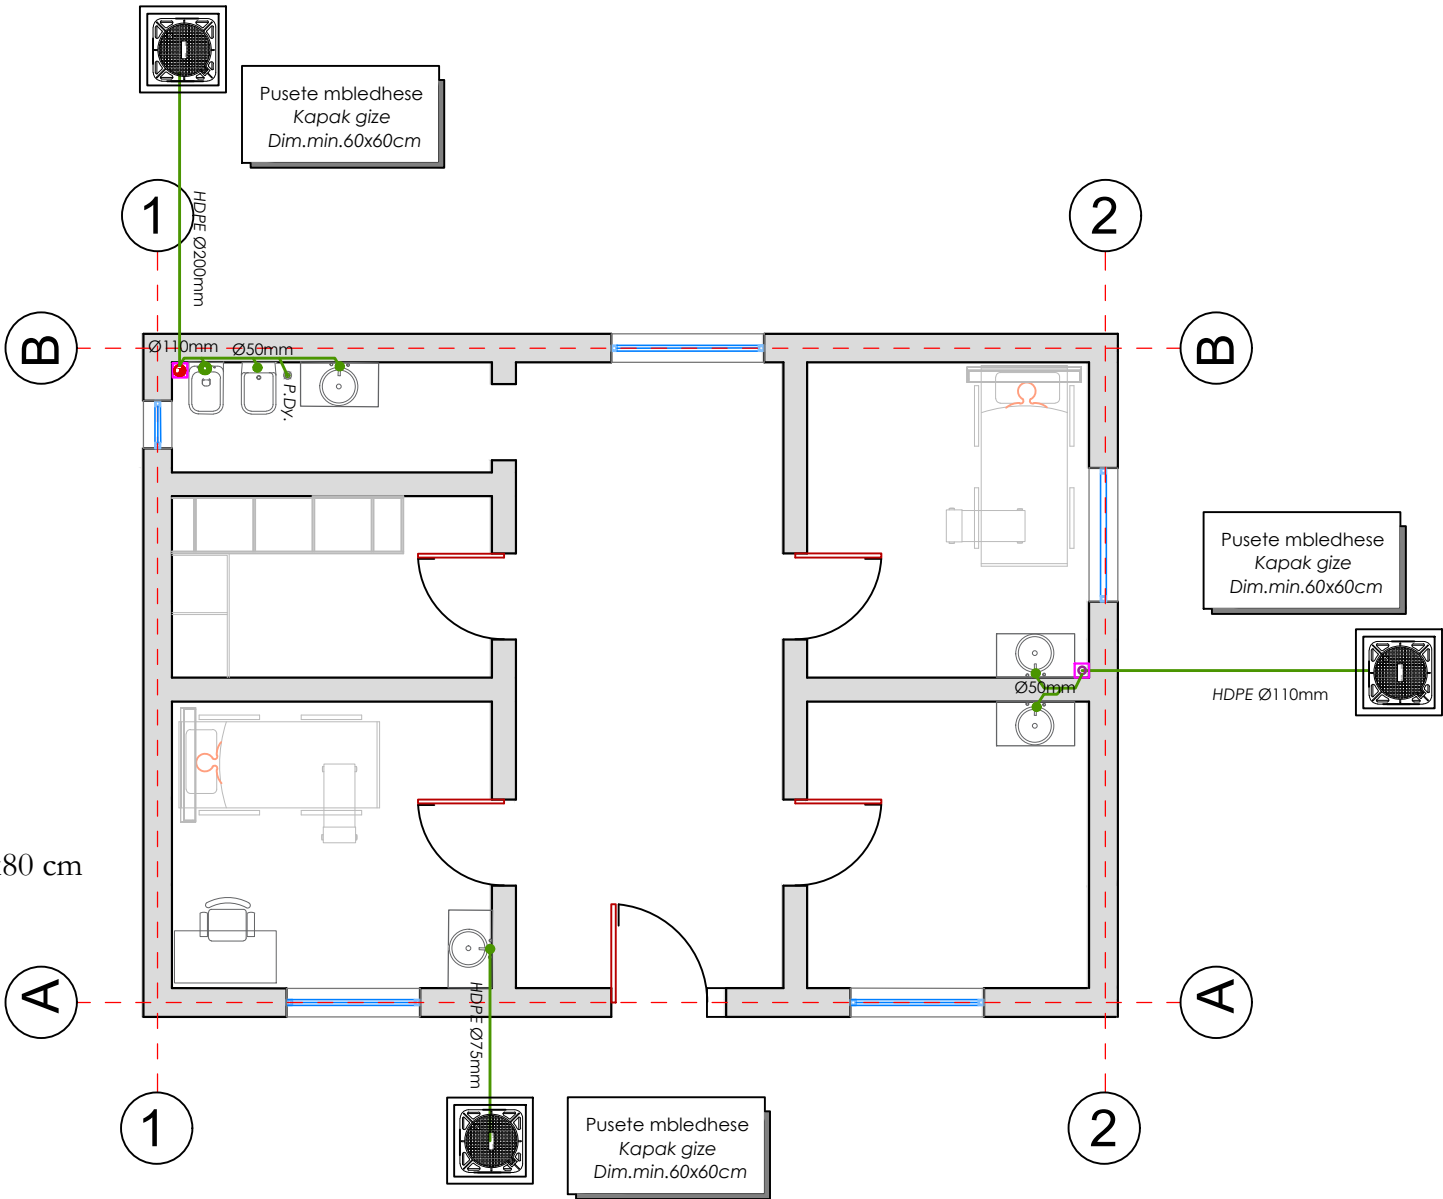 Pusete mbledhese
Kapak gize
Dim.min.60x60cm
1
2
HDPE Ø200mm
B
B
Ø110mm
Ø50mm
P.Dy.
Pusete mbledhese
Kapak gize
Dim.min.60x60cm
Ø50mm
HDPE Ø110mm
80 cm
A
A
HDPE Ø75mm
1
2
Pusete mbledhese
Kapak gize
Dim.min.60x60cm